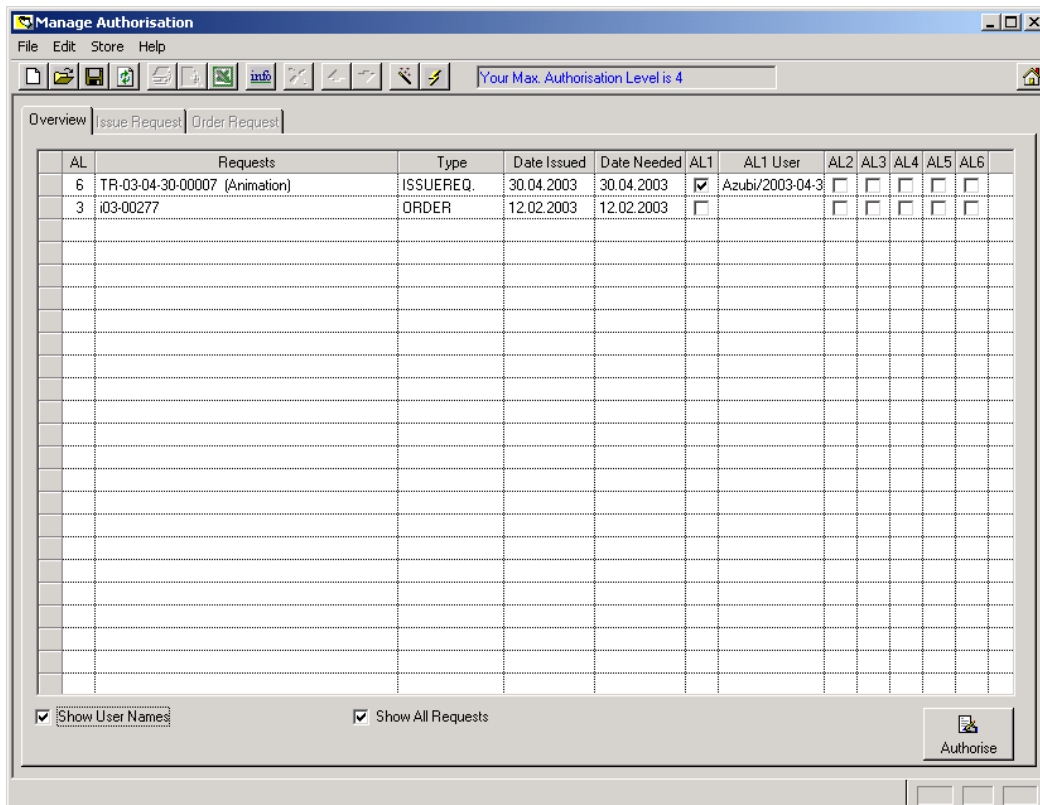 Manage Authorisation
File Edit Store Help
info Your Max. Authorisation Level is 4
Overview Issue Request Order Request
AL Requests Type Date Issued Date Needed AL1 AL1 User AL2 AL3 AL4 AL5 AL6
6 TR-03-04-30-00007 (Animation) ISSUEREQ. 30.04.2003 30.04.2003 Azubi/2003-04-3
3 i03-00277 ORDER 12.02.2003 12.02.2003
Show User Names Show All Requests
Authorise